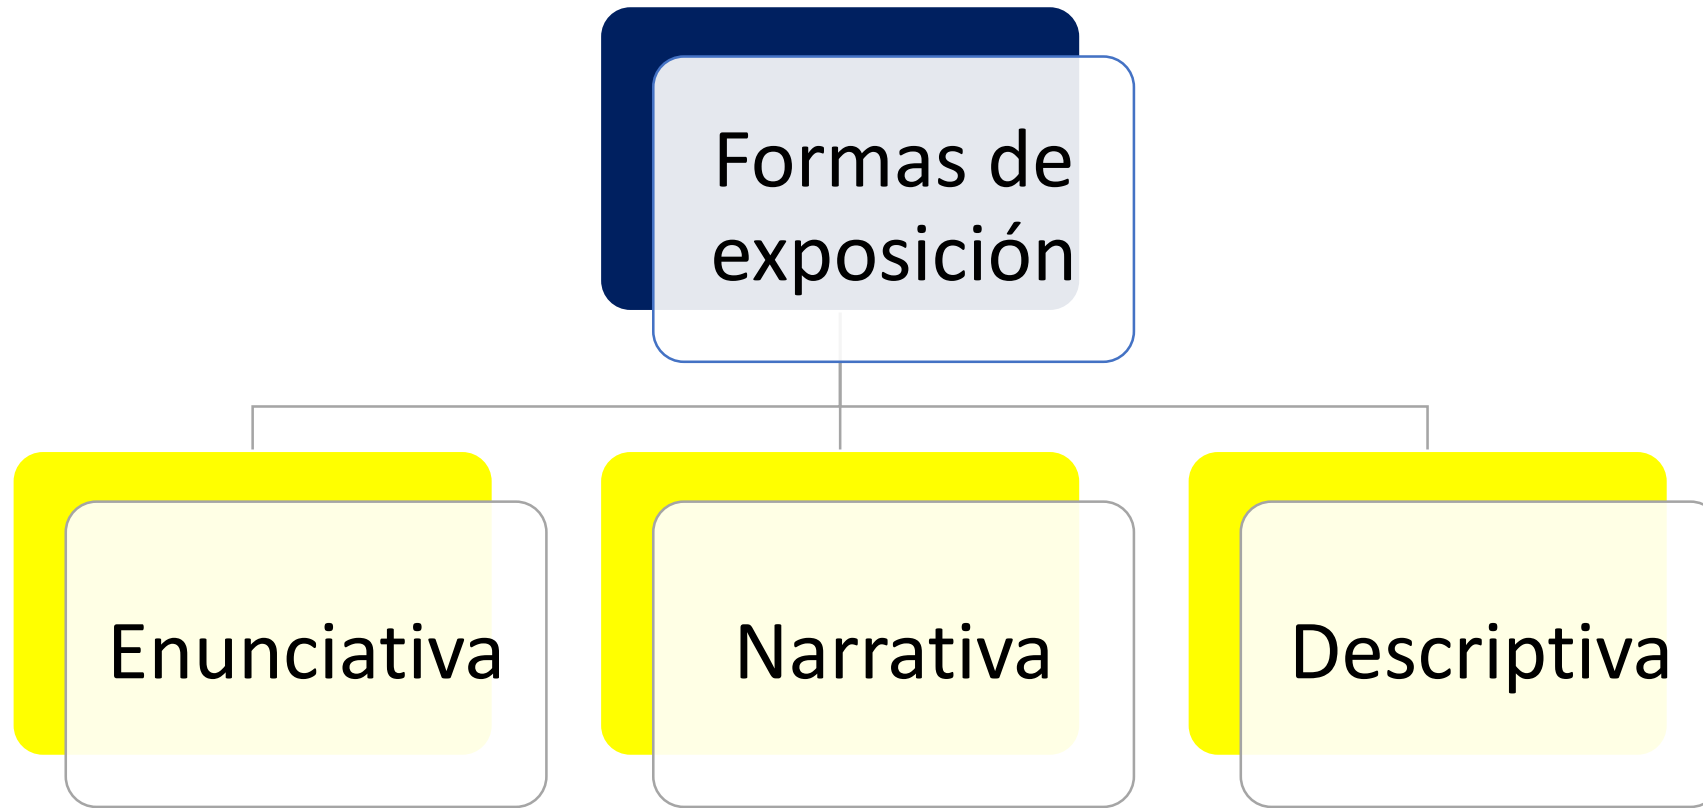 Formas de
exposición
Enunciativa
Narrativa
Descriptiva